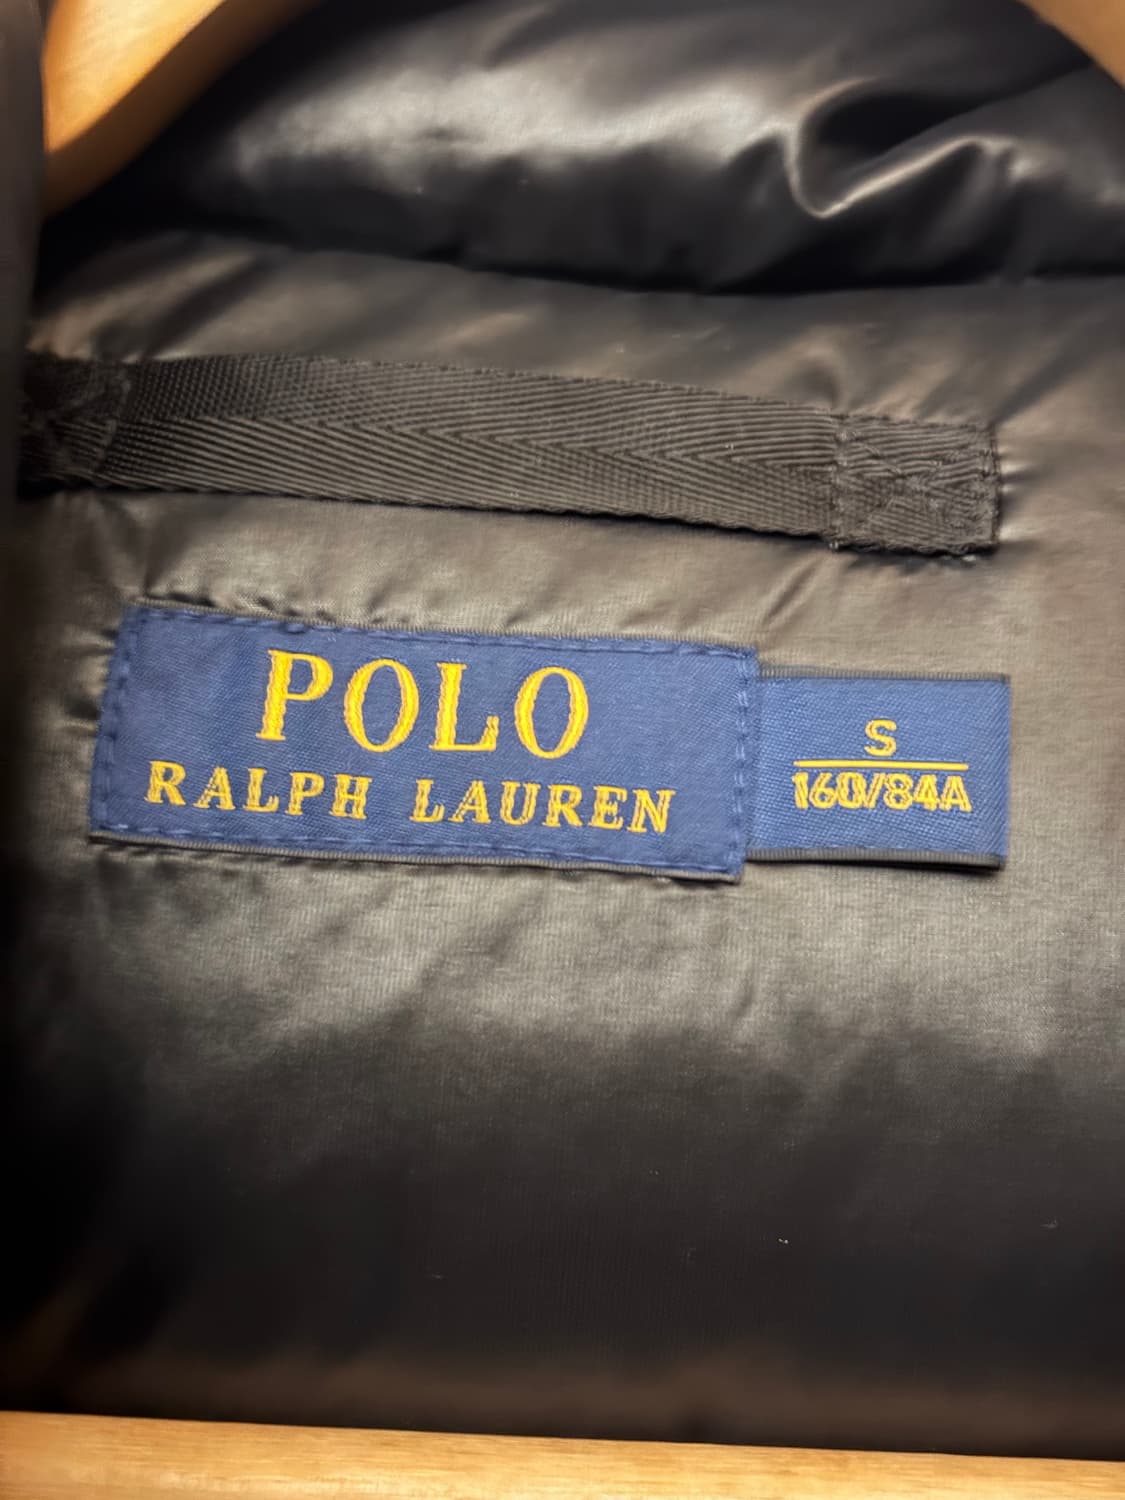 POLO
RALPH LAUREN
S
160/84A